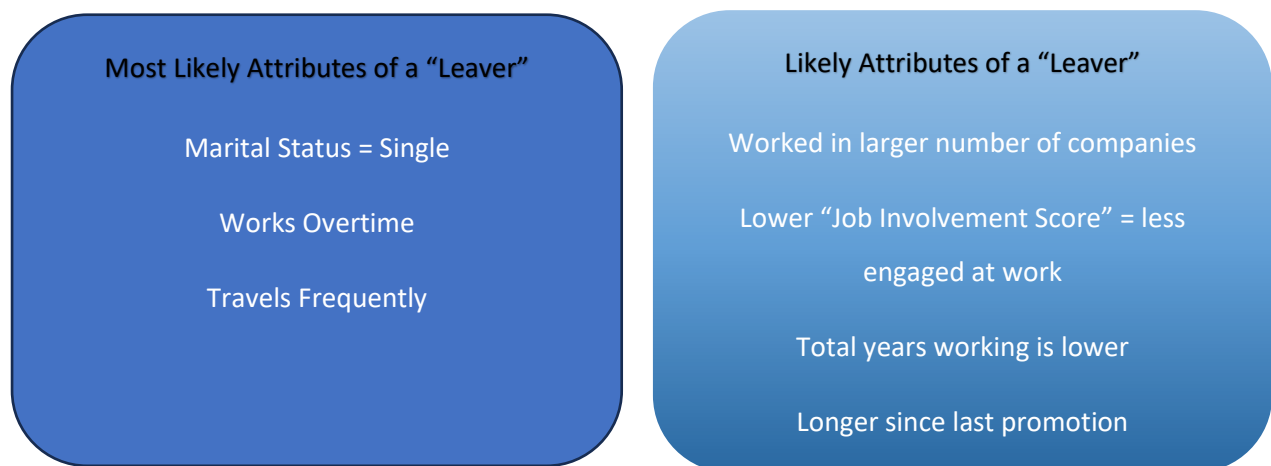 Most Likely Attributes of a “Leaver”
Marital Status = Single
Works Overtime
Travels Frequently
Likely Attributes of a “Leaver”
Worked in larger number of companies
Lower “Job Involvement Score” = less
engaged at work
Total years working is lower
Longer since last promotion